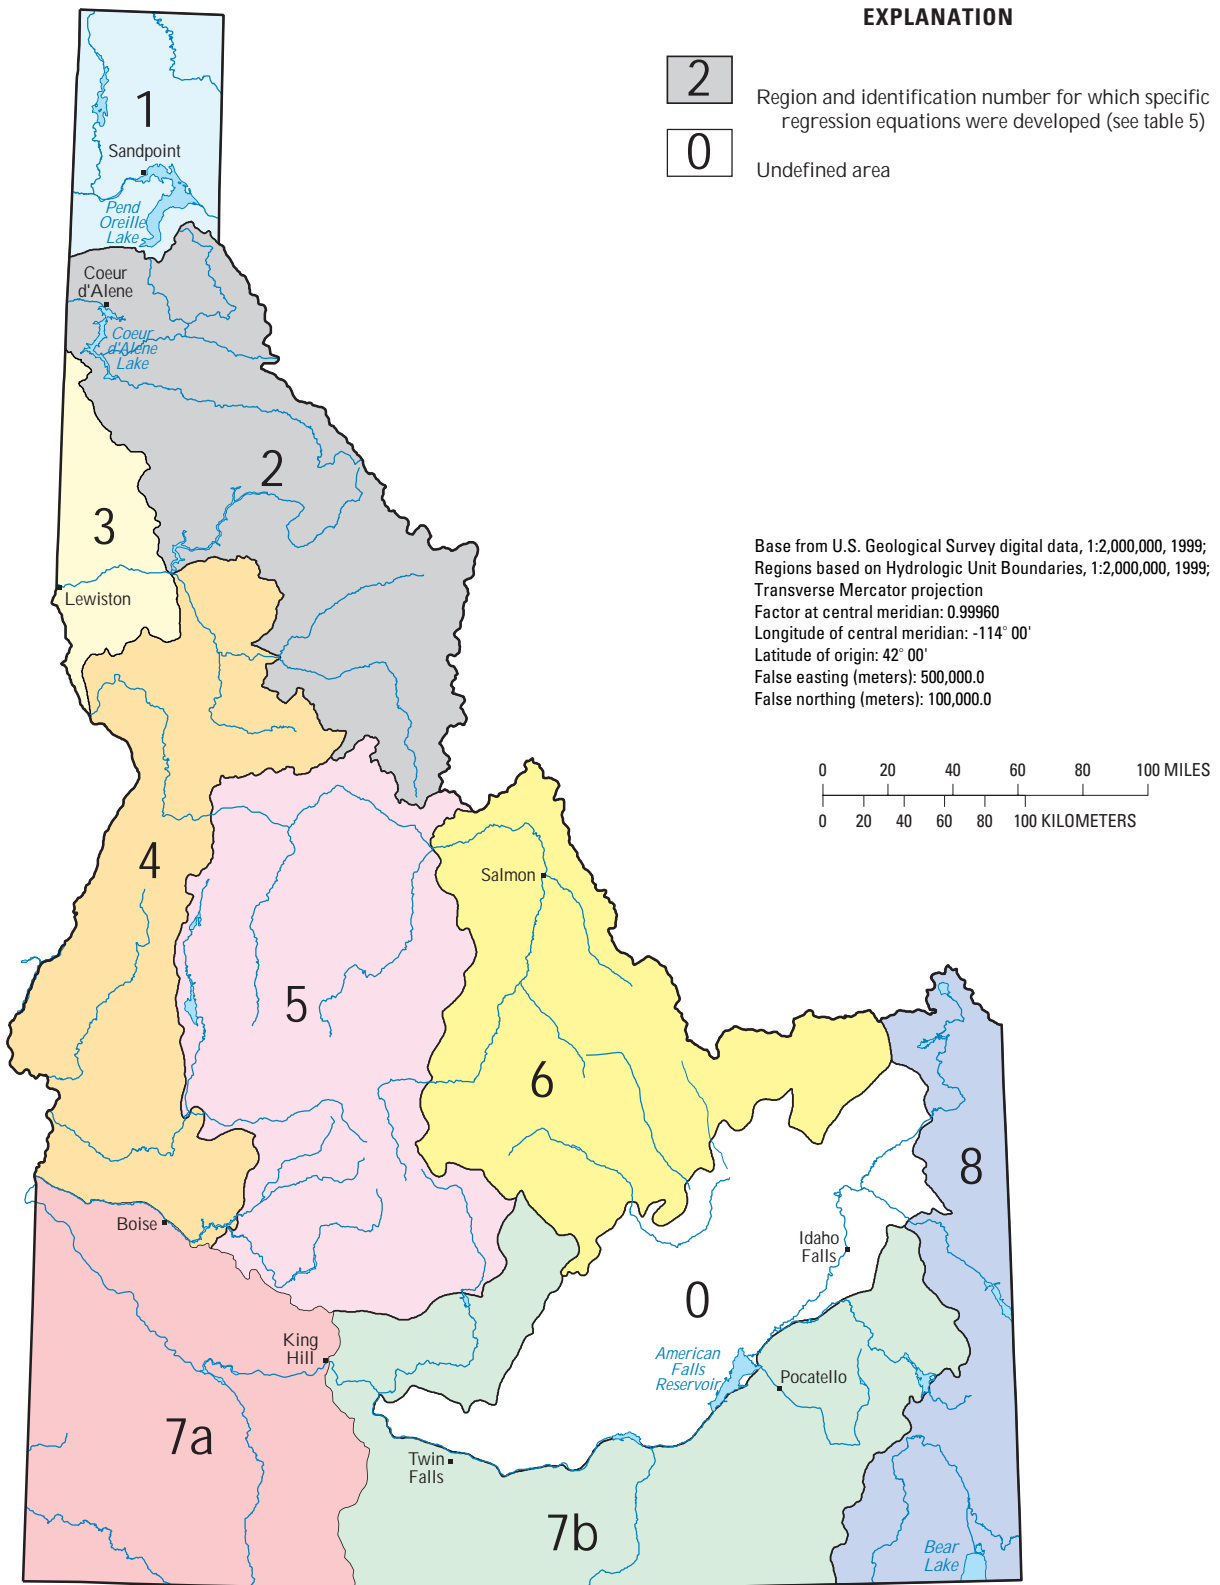 EXPLANATION
2
Region and identification number for which specific
regression equations were developed (see table 5)
0
Undefined area
1
Sandpoint
Pend
Oreille
Lake
Coeur
d'Alene
Coeur
d'Alene
Lake
2
3
Lewiston
Base from U.S. Geological Survey digital data, 1:2,000,000, 1999;
Regions based on Hydrologic Unit Boundaries, 1:2,000,000, 1999;
Transverse Mercator projection
Factor at central meridian: 0.99960
Longitude of central meridian: -114° 00'
Latitude of origin: 42° 00'
False easting (meters): 500,000.0
False northing (meters): 100,000.0
0 20 40 60 80 100 MILES
0 20 40 60 80 100 KILOMETERS
4
Salmon
5
6
8
Boise
Idaho
Falls
0
King
Hill
American
Falls
Reservoir
Pocatello
7a
Twin
Falls
7b
Bear
Lake